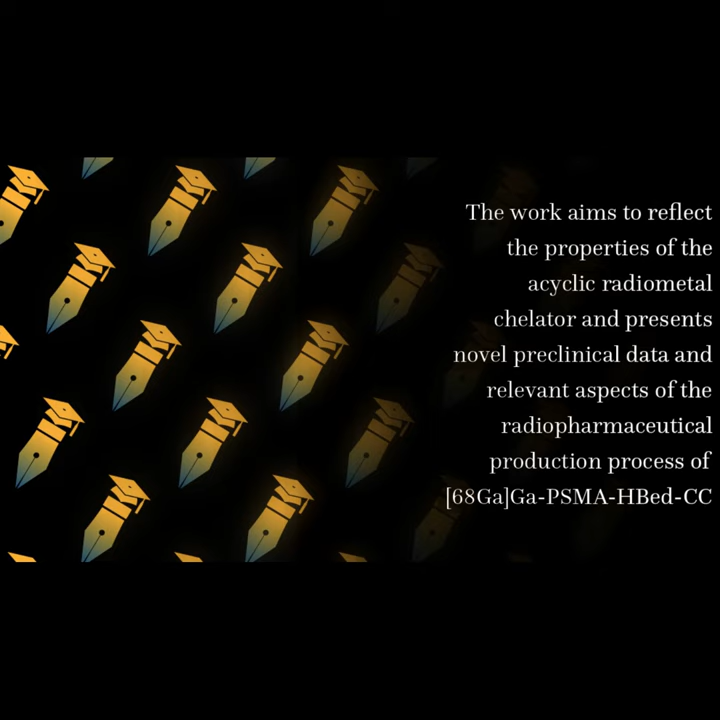 The work aims to reflect
the properties of the
acyclic radiometal
chelator and presents
novel preclinical data and
relevant aspects of the
radiopharmaceutical
production process of
[68Ga]Ga-PSMA-HBed-CC